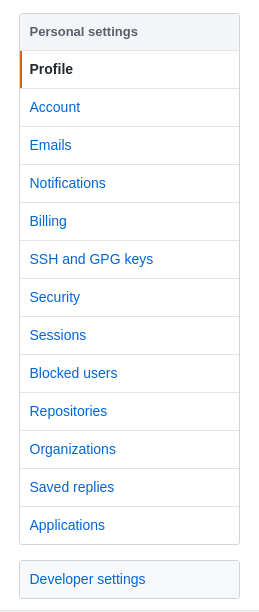 Personal settings
Profile
Account
Emails
Notifications
Billing
SSH and GPG keys
Security
Sessions
Blocked users
Repositories
Organizations
Saved replies
Applications
Developer settings